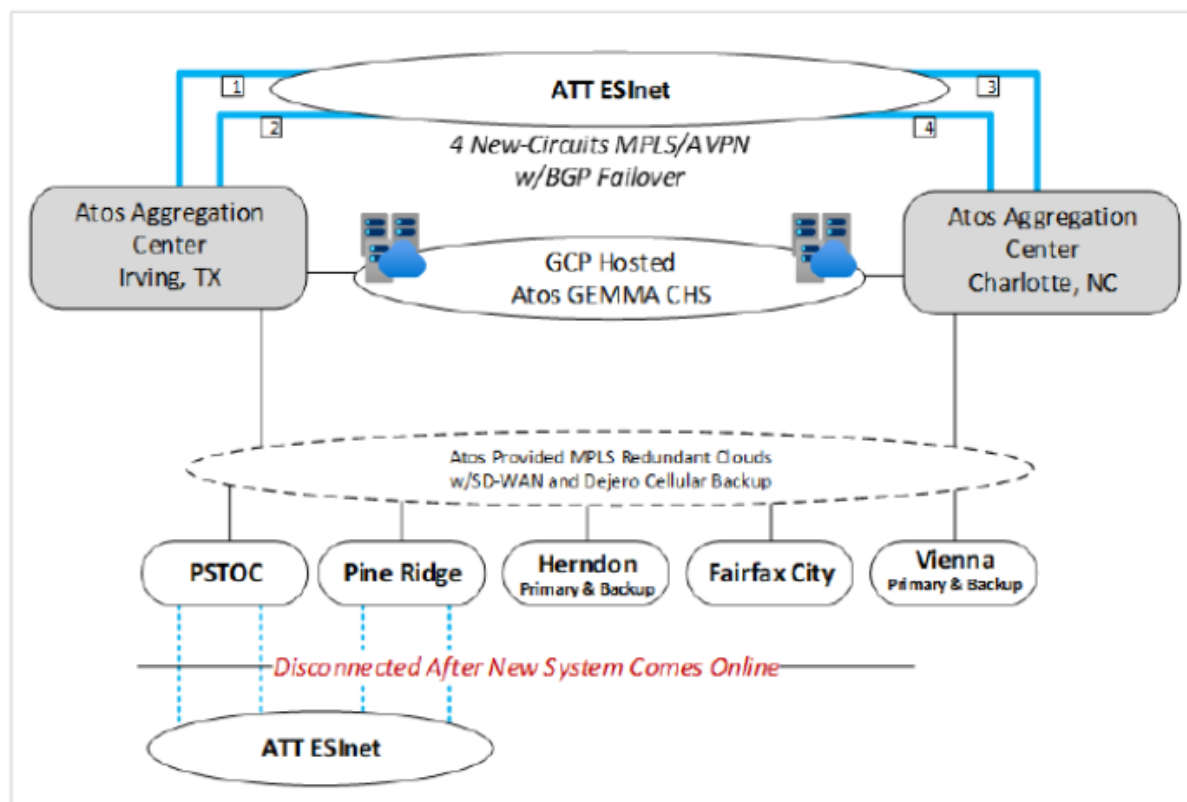 ATT ESInet
1
3
2
4
4 New-Circuits MPLS/AVPN
w/BGP Failover
Atos Aggregation
Center
Irving, TX
Atos Aggregation
Center
Charlotte, NC
GCP Hosted
Atos GEMMA CHS
Atos Provided MPLS Redundant Clouds
w/SD-WAN and Dejero Cellular Backup
PSTOC
Pine Ridge
Herndon
Primary & Backup
Fairfax City
Vienna
Primary & Backup
Disconnected After New System Comes Online
ATT ESInet